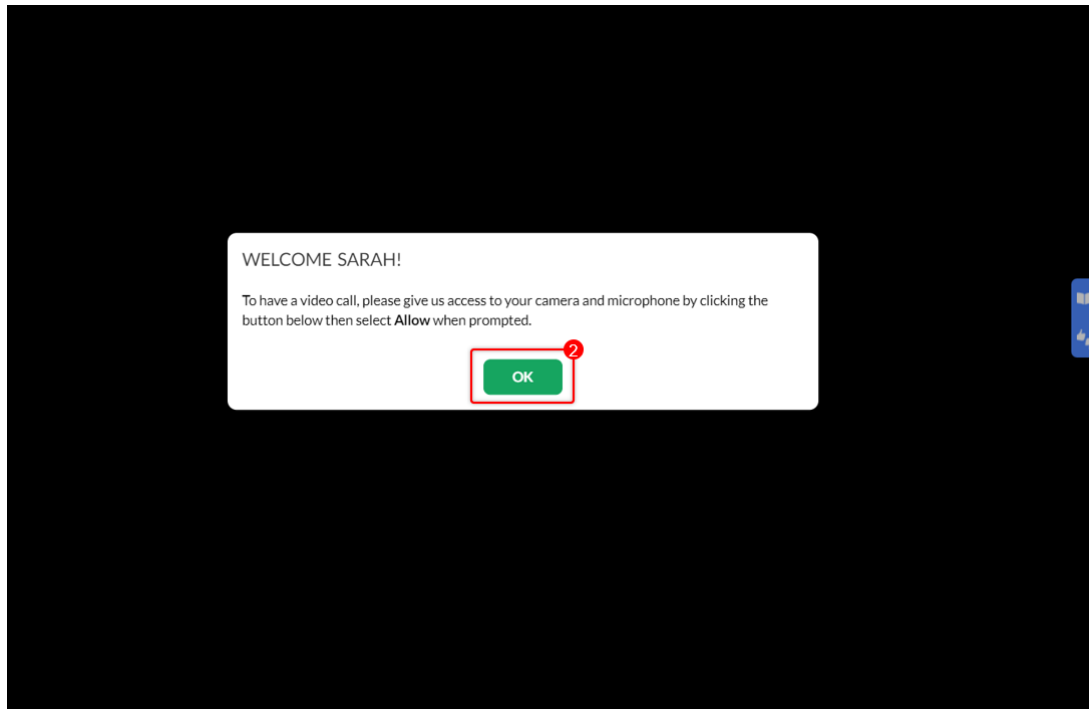 WELCOME SARAH!
To have a video call, please give us access to your camera and microphone by clicking the
button below then select Allow when prompted.
2
OK